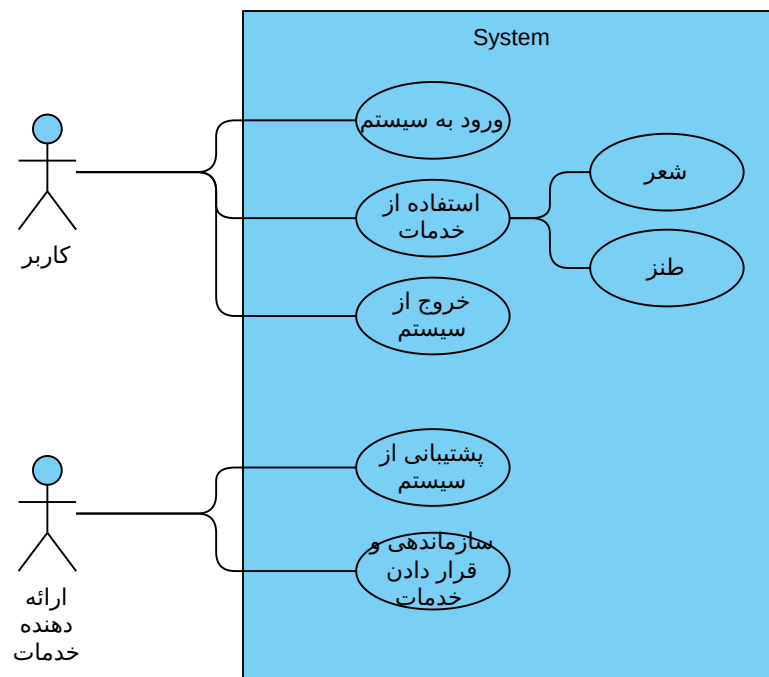 System
ورود به سیستم
استفاده از
خدمات
شعر
طنز
خروج از
سیستم
کاربر
پشتیبانی از
سیستم
سازماندهی و
قرار دادن
خدمات
ارائه
دهنده
خدمات